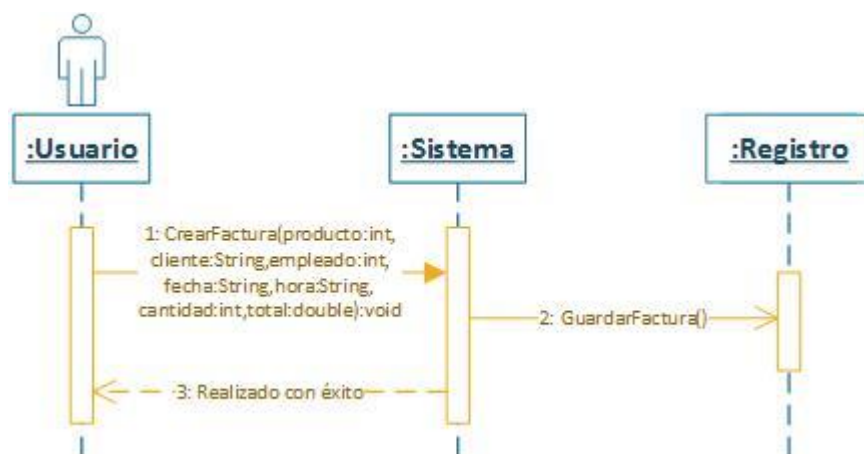 :Usuario
:Sistema
:Registro
1: CrearFactura(producto:int,
cliente:String,empleado:int,
fecha:String,hora:String,
cantidad:int,total:double):void
2: GuardarFactura()
3: Realizado con éxito